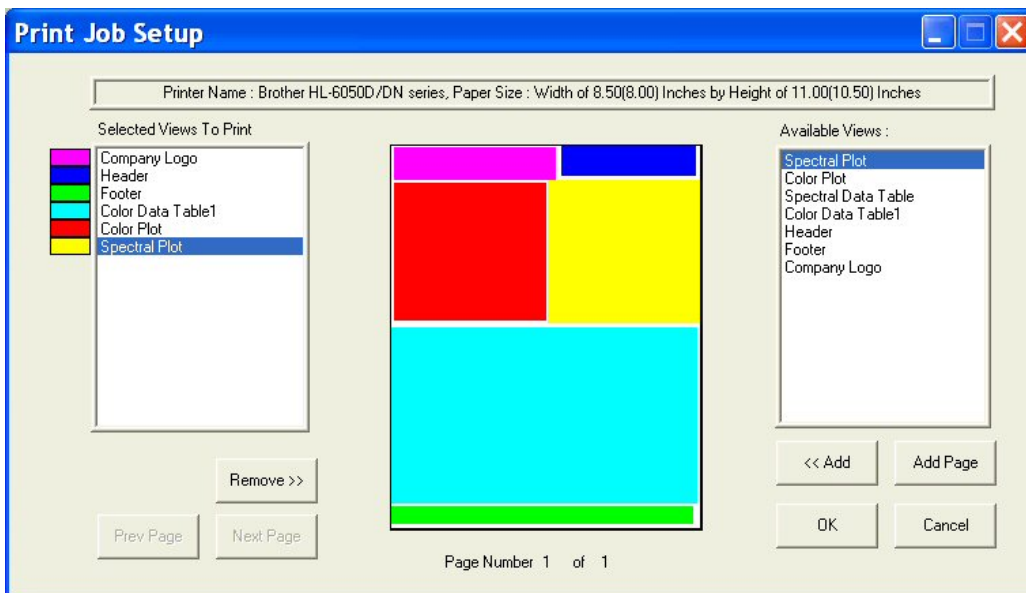 Print Job Setup
Printer Name : Brother HL-6050D/DN series, Paper Size : Width of 8.50(8.00) Inches by Height of 11.00(10.50) Inches
Selected Views To Print
Company Logo
Header
Footer
Color Data Table1
Color Plot
Spectral Plot
Remove >>
Prev Page
Next Page
Page Number 1 of 1
Available Views :
Spectral Plot
Color Plot
Spectral Data Table
Color Data Table1
Header
Footer
Company Logo
<< Add
Add Page
OK
Cancel